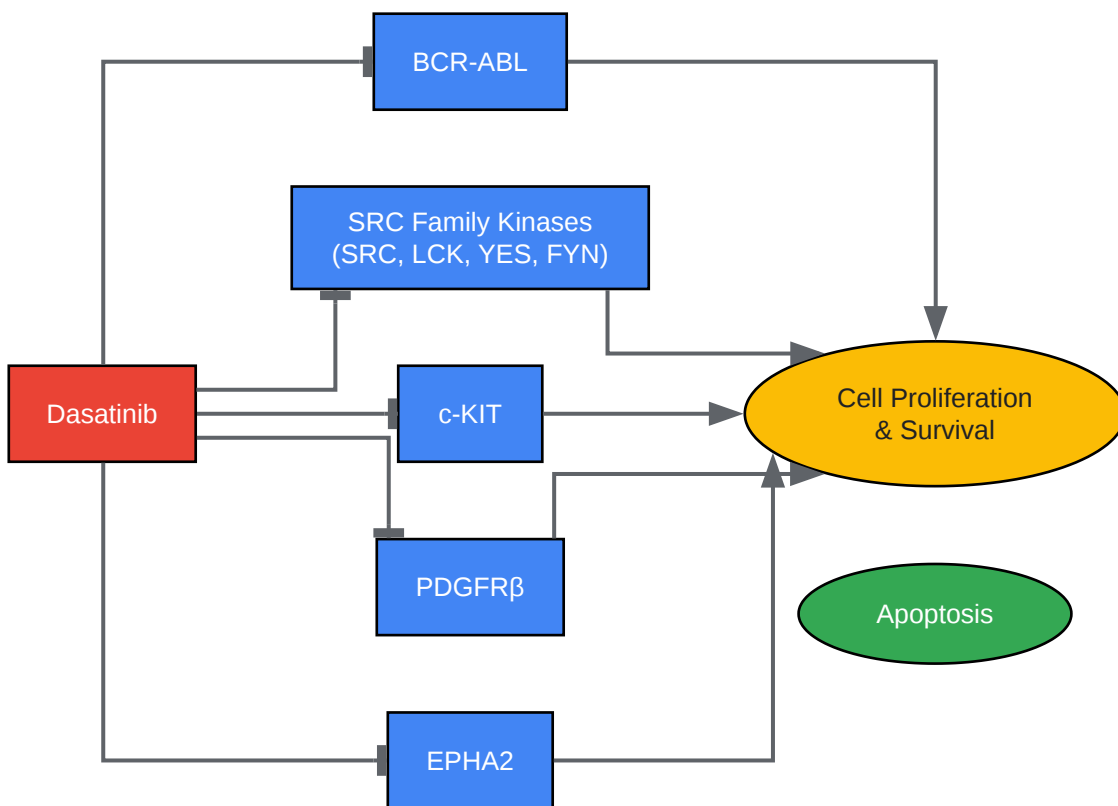 BCR-ABL
SRC Family Kinases
(SRC, LCK, YES, FYN)
Dasatinib
c-KIT
Cell Proliferation
& Survival
PDGFRβ
Apoptosis
EPHA2